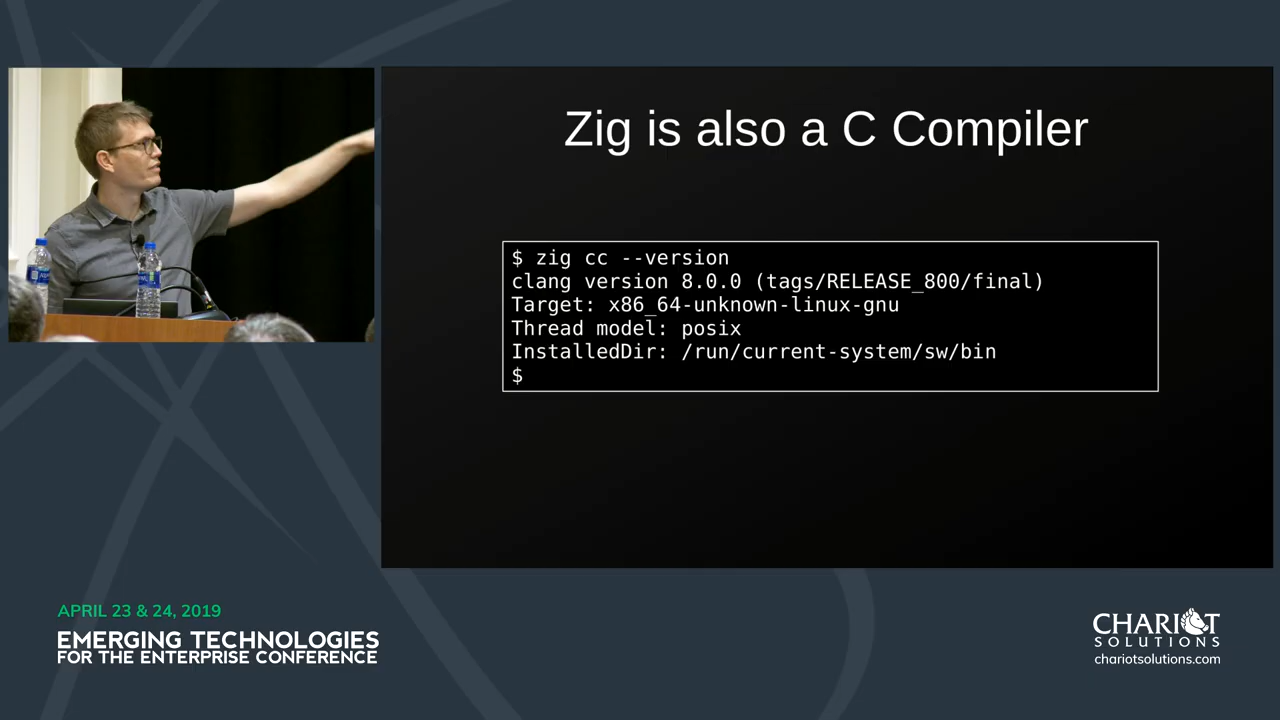 Zig is also a C Compiler
$ zig cc --version
clang version 8.0.0 (tags/RELEASE_800/final)
Target: x86_64-unknown-linux-gnu
Thread model: posix
InstalledDir: /run/current-system/sw/bin
$
APRIL 23 & 24, 2019
EMERGING TECHNOLOGIES
FOR THE ENTERPRISE CONFERENCE
CHARIOT
SOLUTIONS
chariotsolutions.com